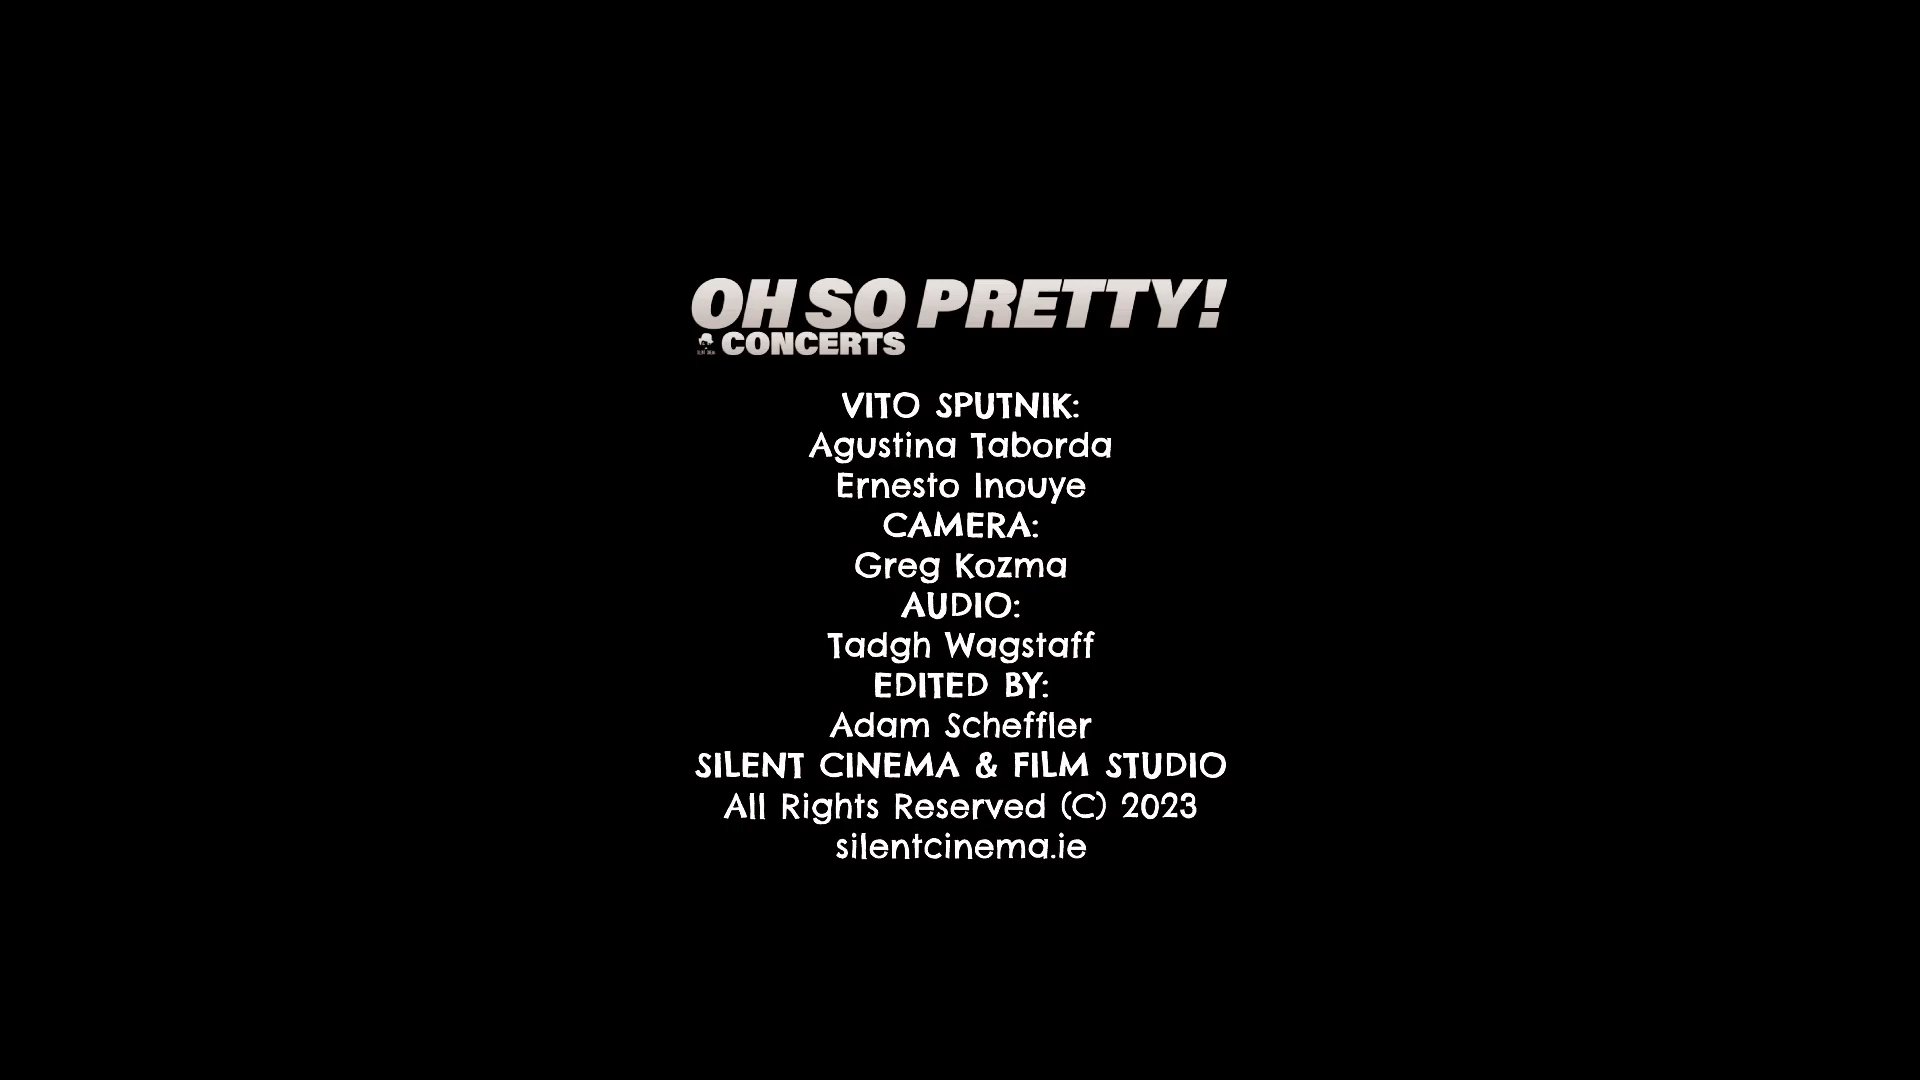 OH SO PRETTY!
CONCERTS
VITO SPUTNIK:
Agustina Taborda
Ernesto Inouye
CAMERA:
Greg Kozma
AUDIO:
Tadgh Wagstaff
EDITED BY:
Adam Scheffler
SILENT CINEMA & FILM STUDIO
All Rights Reserved (C) 2023
silentcinema.ie